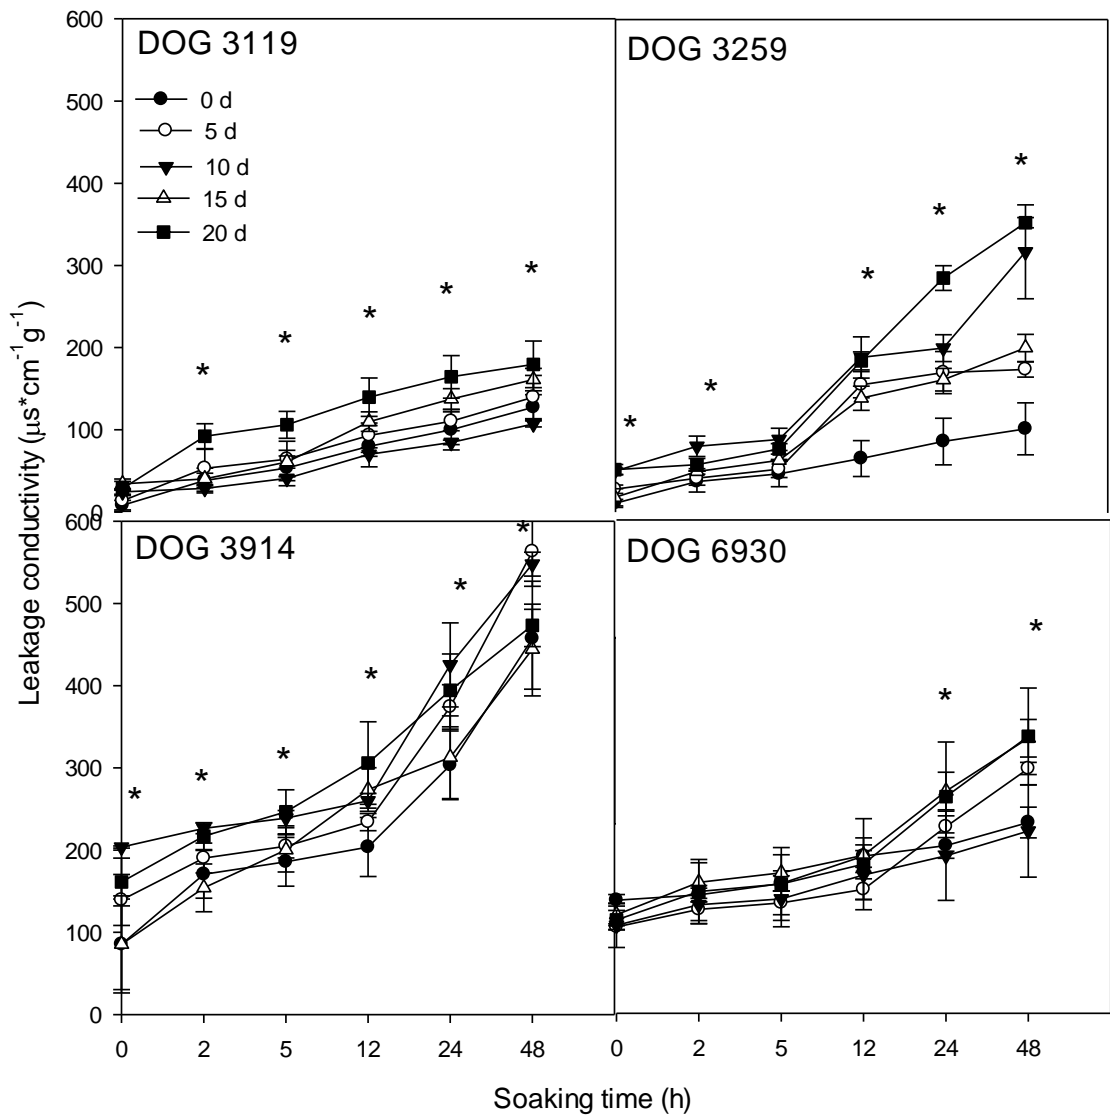 600
500
400
300
200
100
0
DOG 3119
0 d
5 d
10 d
15 d
20 d
*
*
*
*
*
DOG 3259
*
*
*
*
*
Leakage conductivity (µs*cm-1g-1)
600
500
400
300
200
100
0
DOG 3914
*
*
*
*
*
*
DOG 6930
*
*
0 2 5 12 24 48
0 2 5 12 24 48
Soaking time (h)